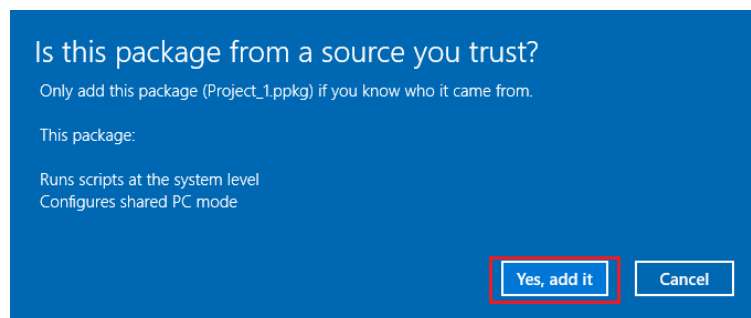 Is this package from a source you trust?
Only add this package (Project_1.ppkg) if you know who it came from.
This package:
Runs scripts at the system level
Configures shared PC mode
Yes, add it
Cancel